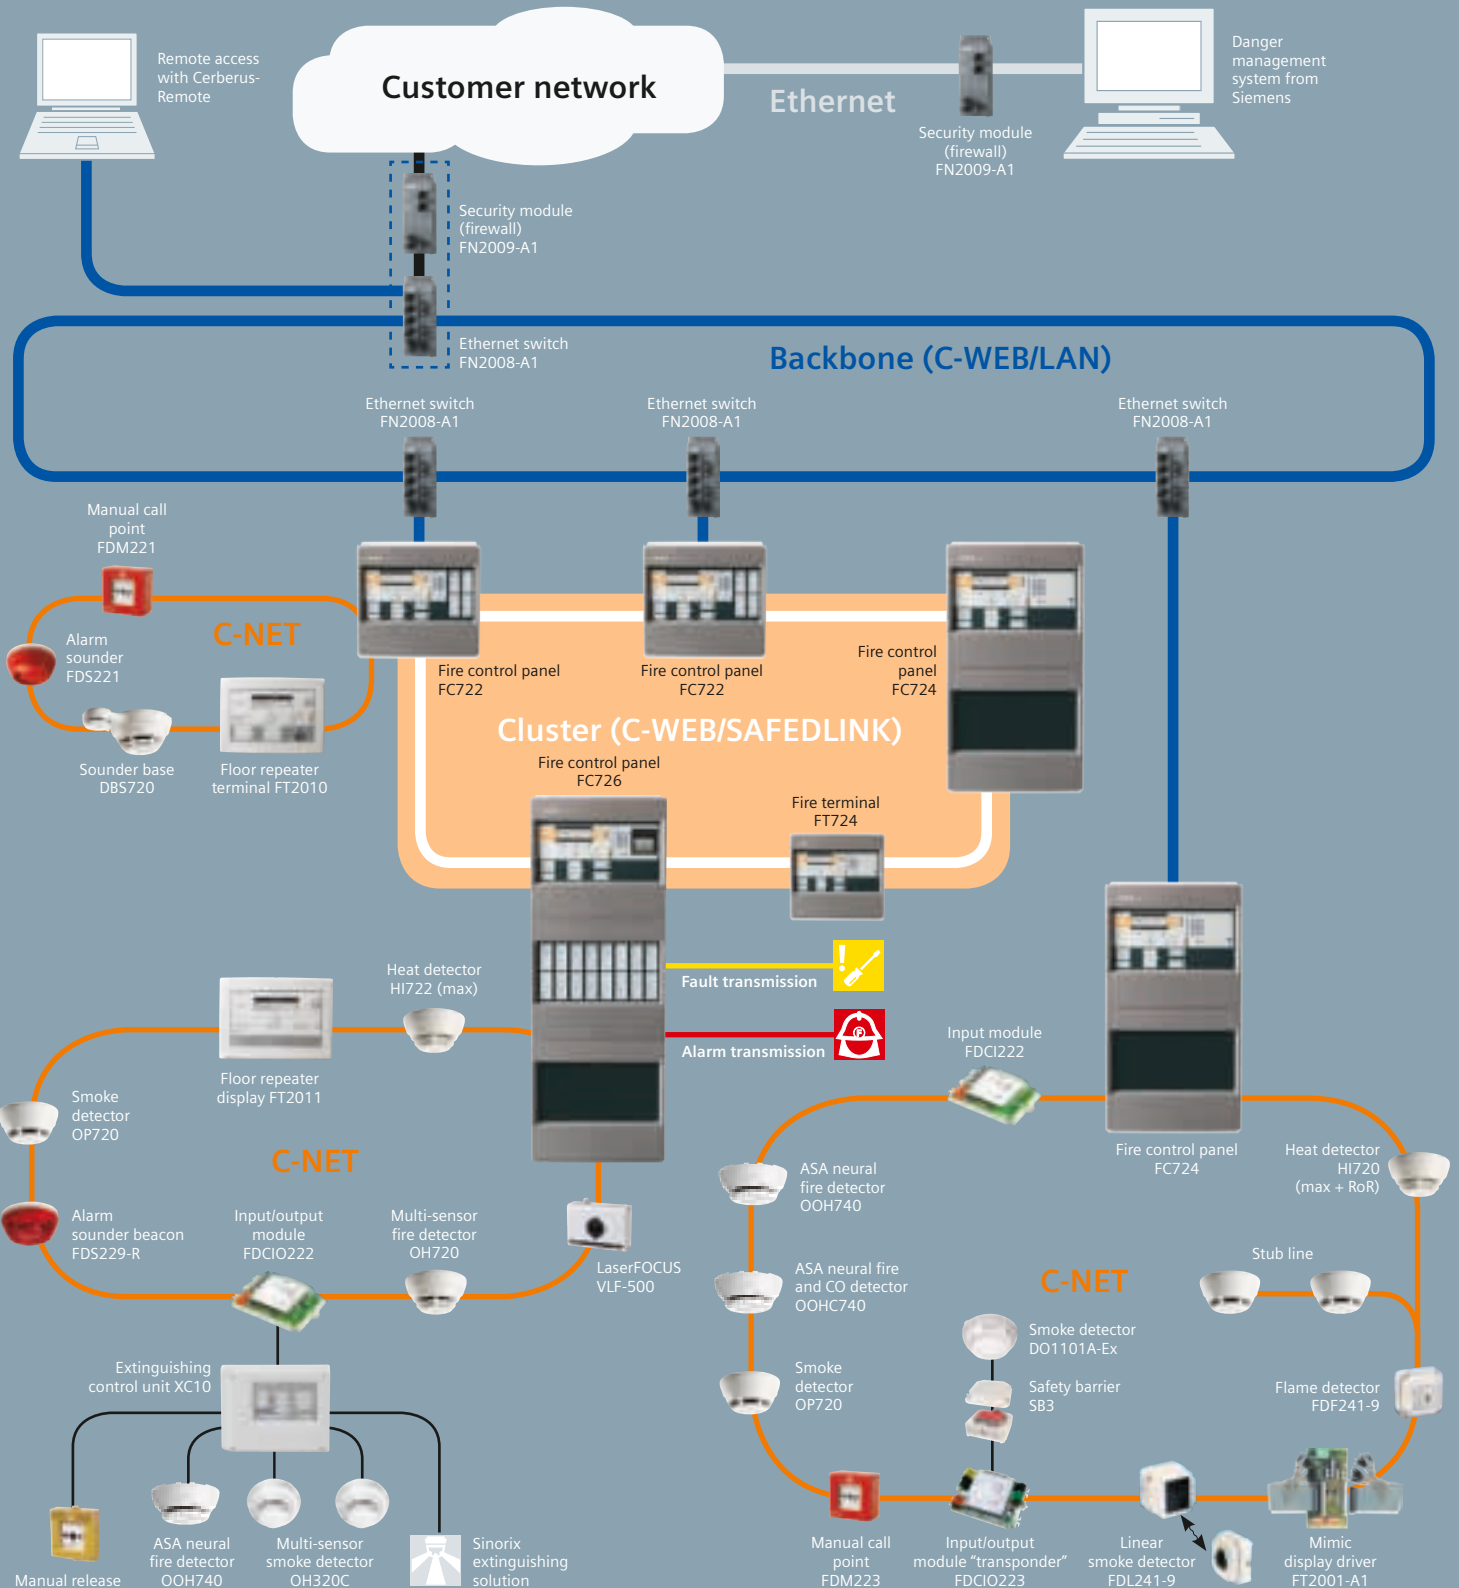 Remote access
with Cerberus-
Remote
Customer network
Ethernet
Danger
management
system from
Siemens
Security module
(firewall)
FN2009-A1
Security module
(firewall)
FN2009-A1
Ethernet switch
FN2008-A1
Backbone (C-WEB/LAN)
Ethernet switch
FN2008-A1
Ethernet switch
FN2008-A1
Ethernet switch
FN2008-A1
Manual call
point
FDM221
C-NET
Alarm
sounder
FDS221
Sounder base
DBS720
Floor repeater
terminal FT2010
Fire control panel
FC722
Fire control panel
FC722
Fire control
panel
FC724
Cluster (C-WEB/SAFEDLINK)
Fire control panel
FC726
Fire terminal
FT724
Fault transmission
Alarm transmission
F
Heat detector
HI722 (max)
Floor repeater
display FT2011
Smoke
detector
OP720
C-NET
Alarm
sounder beacon
FDS229-R
Input/output
module
FDCIO222
Multi-sensor
fire detector
OH720
LaserFOCUS
VLF-500
Extinguishing
control unit XC10
Manual release
ASA neural
fire detector
OOH740
Multi-sensor
smoke detector
OH320C
Sinorix
extinguishing
solution
Input module
FDCI222
Fire control panel
FC724
Heat detector
HI720
(max + RoR)
ASA neural
fire detector
OOH740
Stub line
ASA neural fire
and CO detector
OOHC740
C-NET
Smoke detector
DO1101A-Ex
Smoke
detector
OP720
Safety barrier
SB3
Flame detector
FDF241-9
Manual call
point
FDM223
Input/output
module “transponder”
FDCIO223
Linear
smoke detector
FDL241-9
Mimic
display driver
FT2001-A1